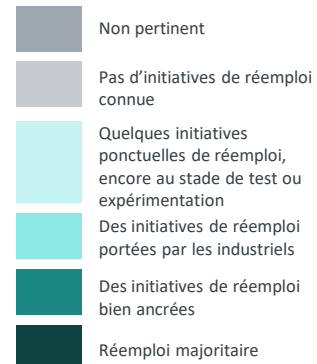 Non pertinent
Pas d’initiatives de réemploi
connue
Quelques initiatives
ponctuelles de réemploi,
encore au stade de test ou
expérimentation
Des initiatives de réemploi
portées par les industriels
Des initiatives de réemploi
bien ancrées
Réemploi majoritaire